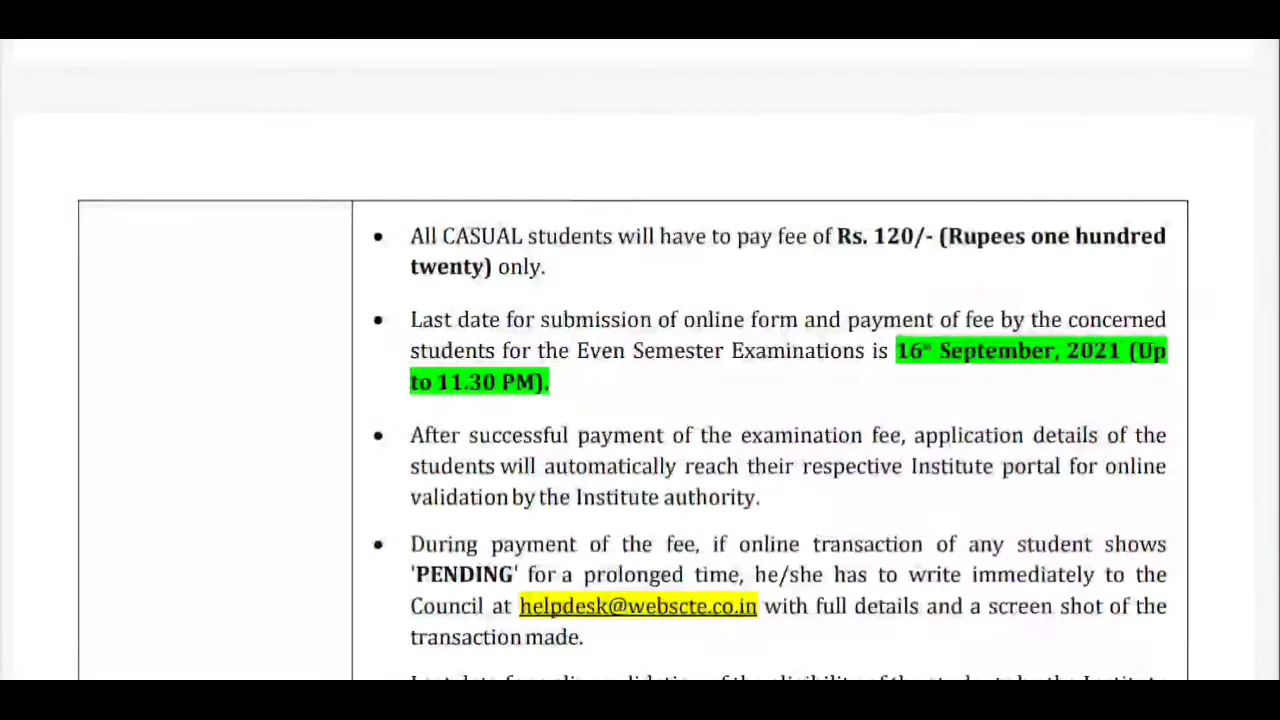 • All CASUAL students will have to pay fee of Rs. 120/- (Rupees one hundred
twenty) only.
• Last date for submission of online form and payment of fee by the concerned
students for the Even Semester Examinations is 16th September, 2021 (Up
to 11.30 PM).
• After successful payment of the examination fee, application details of the
students will automatically reach their respective Institute portal for online
validation by the Institute authority.
• During payment of the fee, if online transaction of any student shows
'PENDING' for a prolonged time, he/she has to write immediately to the
Council at helpdesk@webscte.co.in with full details and a screen shot of the
transaction made.